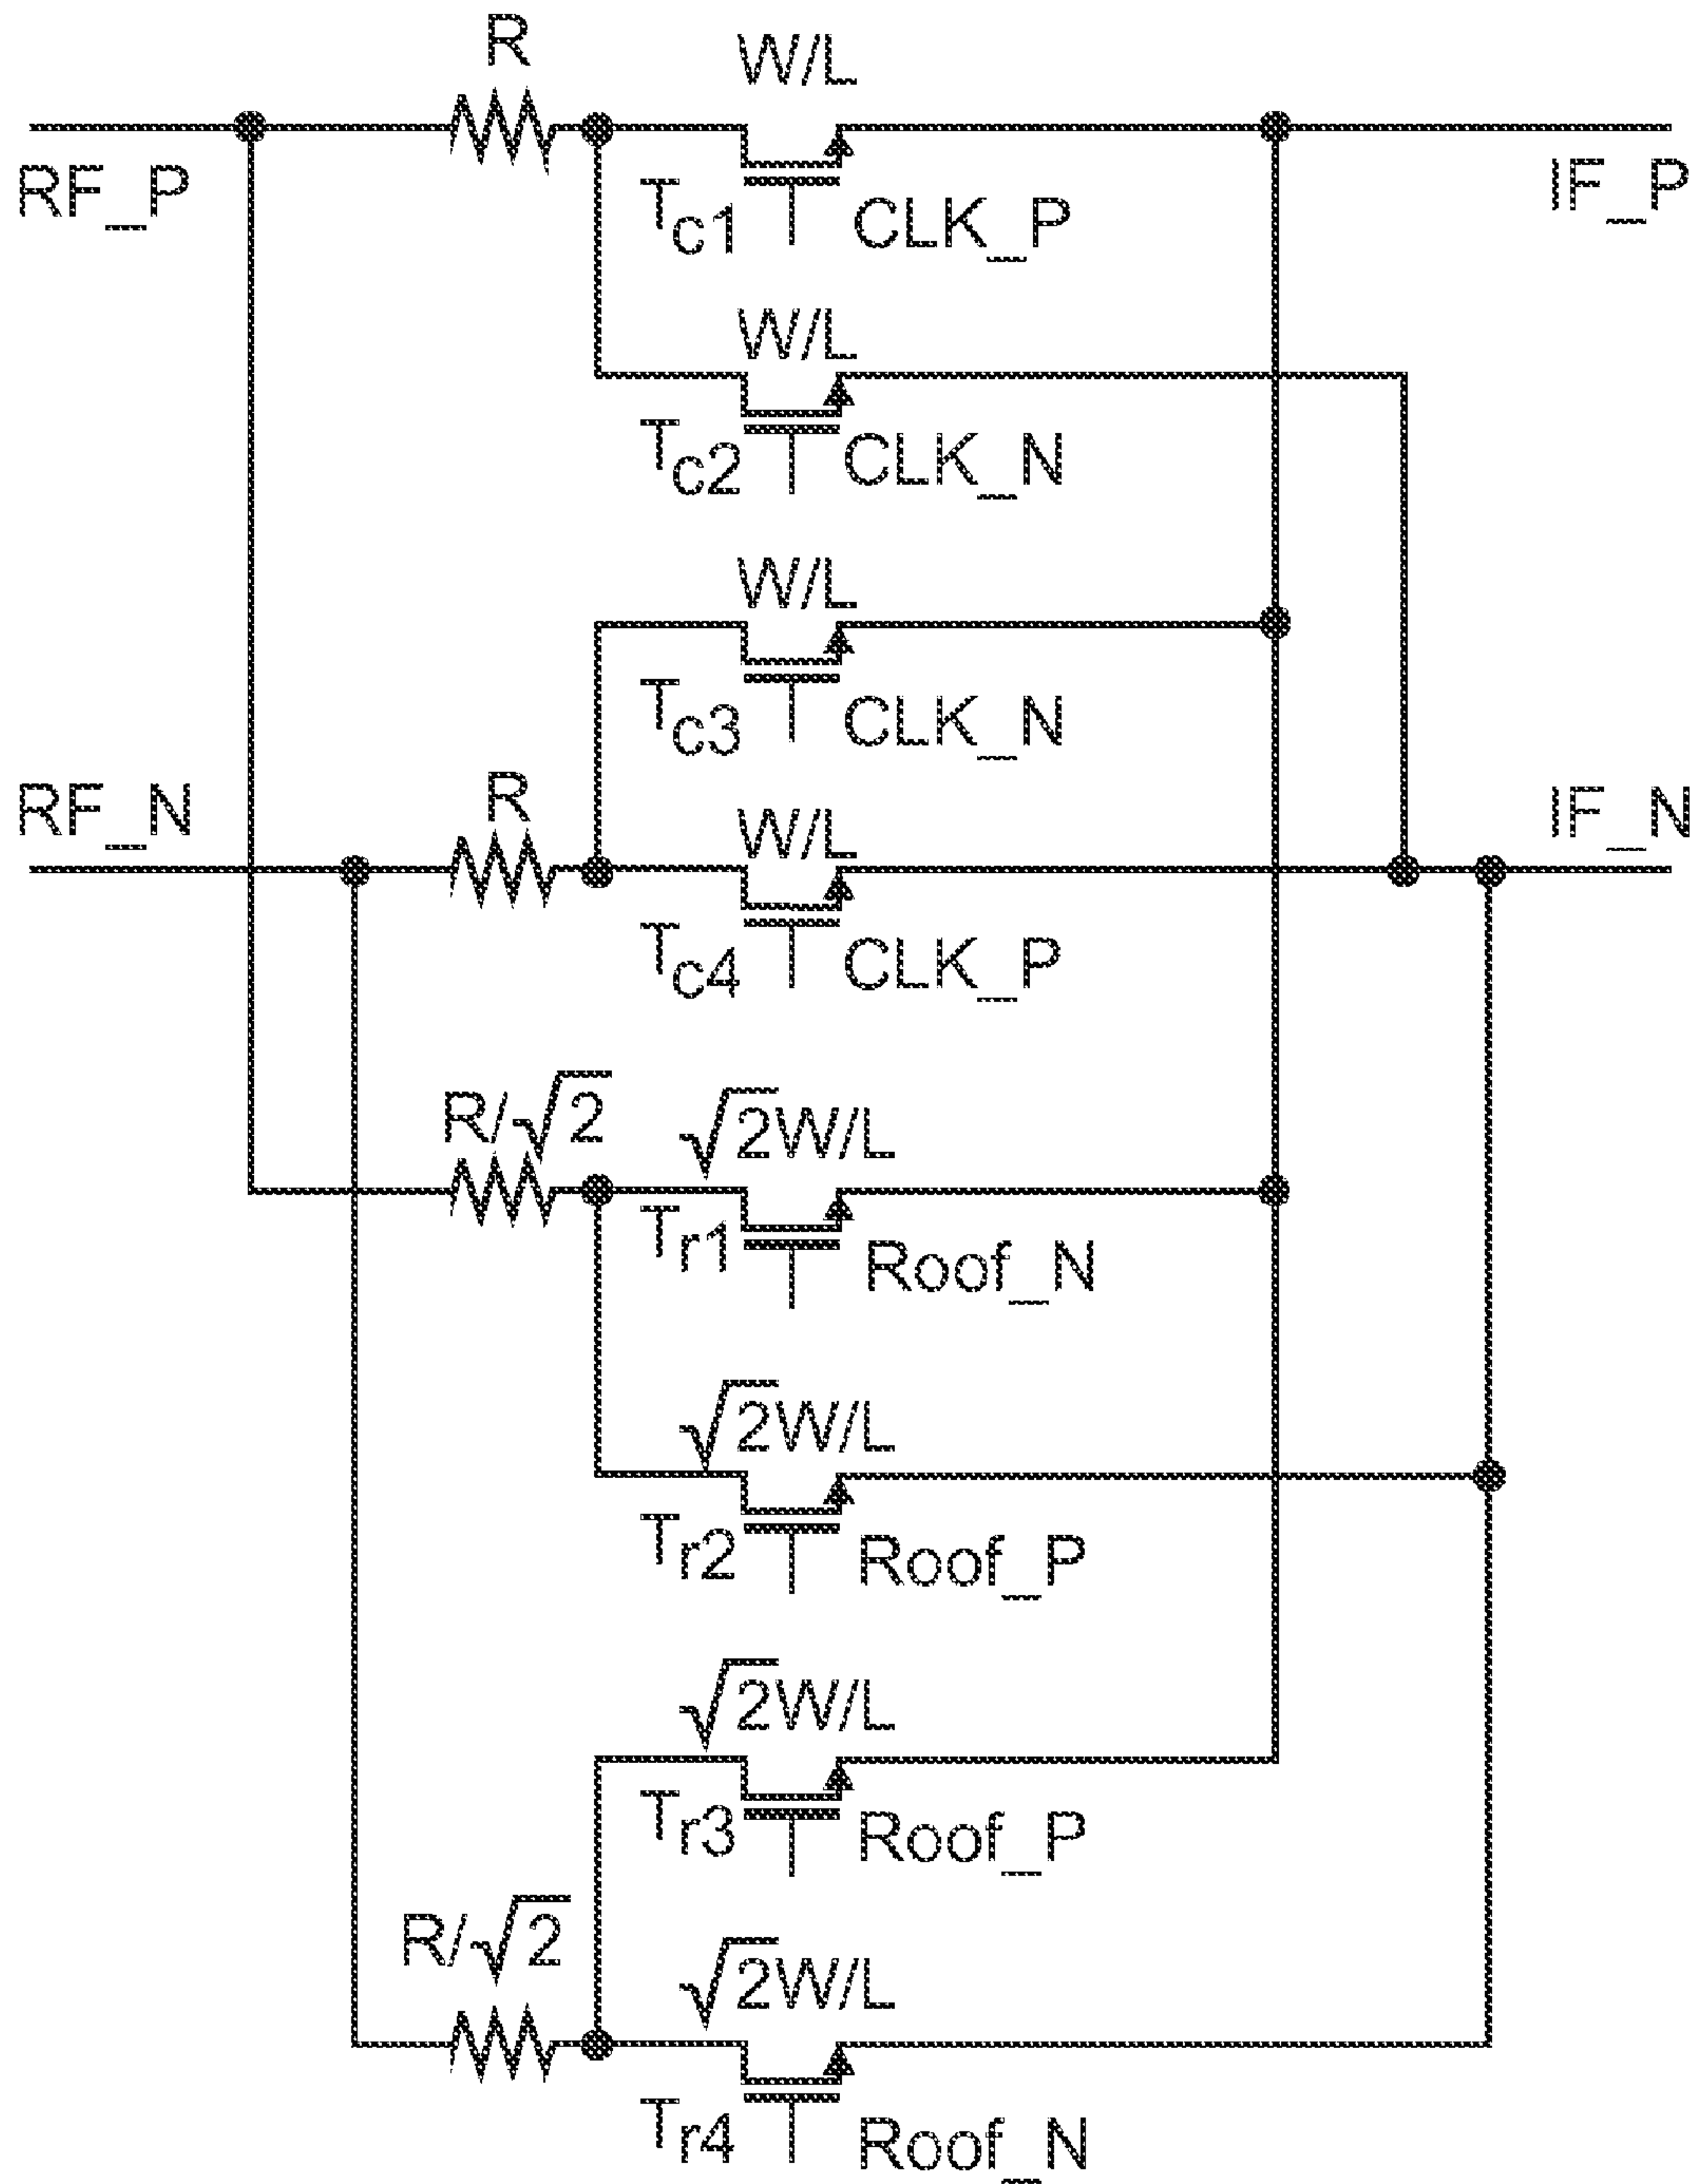 R
W/L
RF_P
Tc1
CLK_P
IF_P
W/L
Tc2
CLK_N
W/L
Tc3
CLK_N
RF_N
R
W/L
IF_N
Tc4
CLK_P
R/√2
√2W/L
Tr1
Roof_N
√2W/L
Tr2
Roof_P
√2W/L
Tr3
Roof_P
R/√2
√2W/L
Tr4
Roof_N